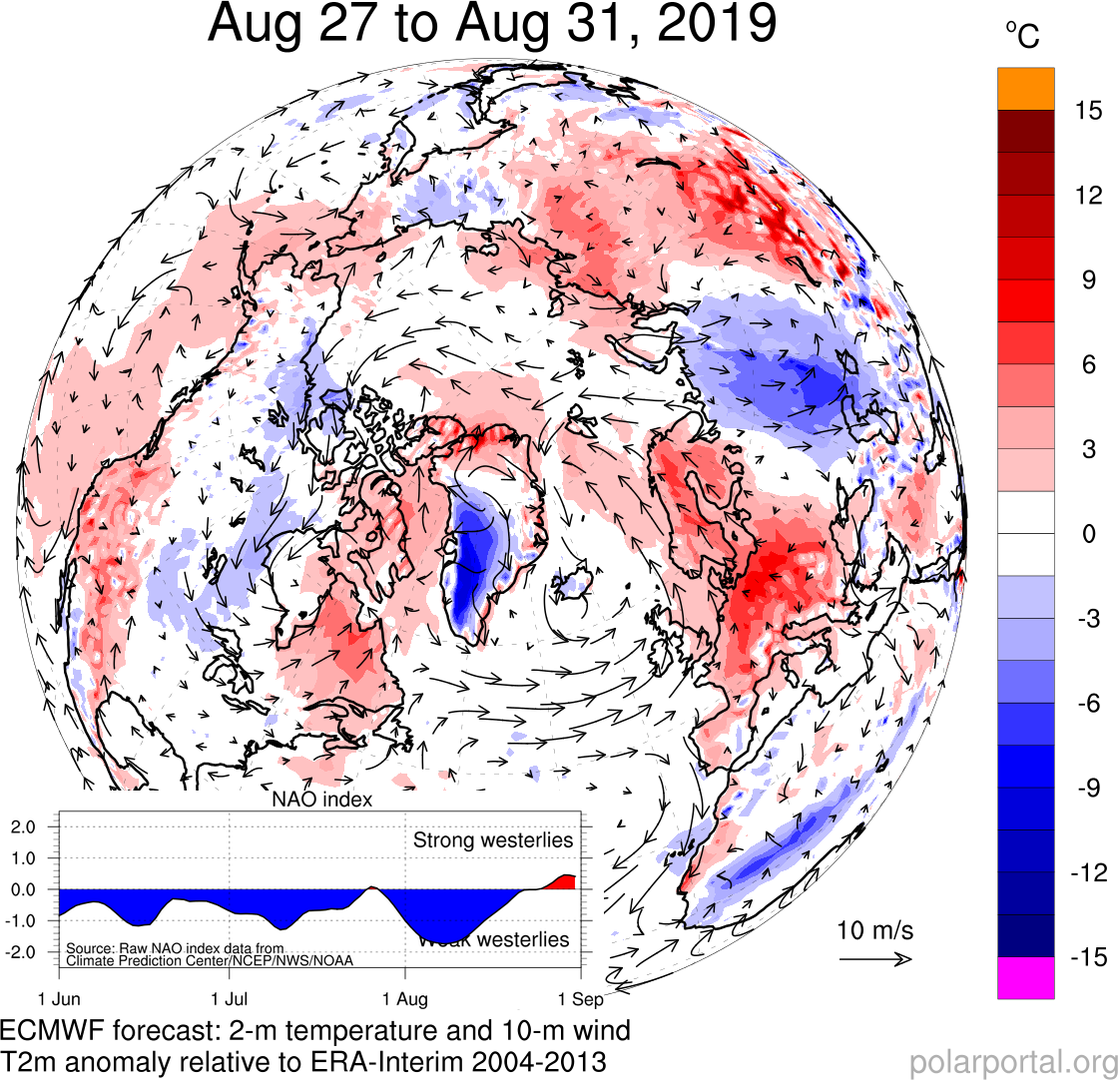 Aug 27 to Aug 31, 2019
°C
15
12
9
6
3
0
-3
-6
-9
-12
-15
10 m/s
NAO index
2.0
1.0
0.0
-1.0
-2.0
Strong westerlies
Weak westerlies
Source: Raw NAO index data from
Climate Prediction Center/NCEP/NWS/NOAA
1 Jun
1 Jul
1 Aug
1 Sep
ECMWF forecast: 2-m temperature and 10-m wind
T2m anomaly relative to ERA-Interim 2004-2013
polarportal.org